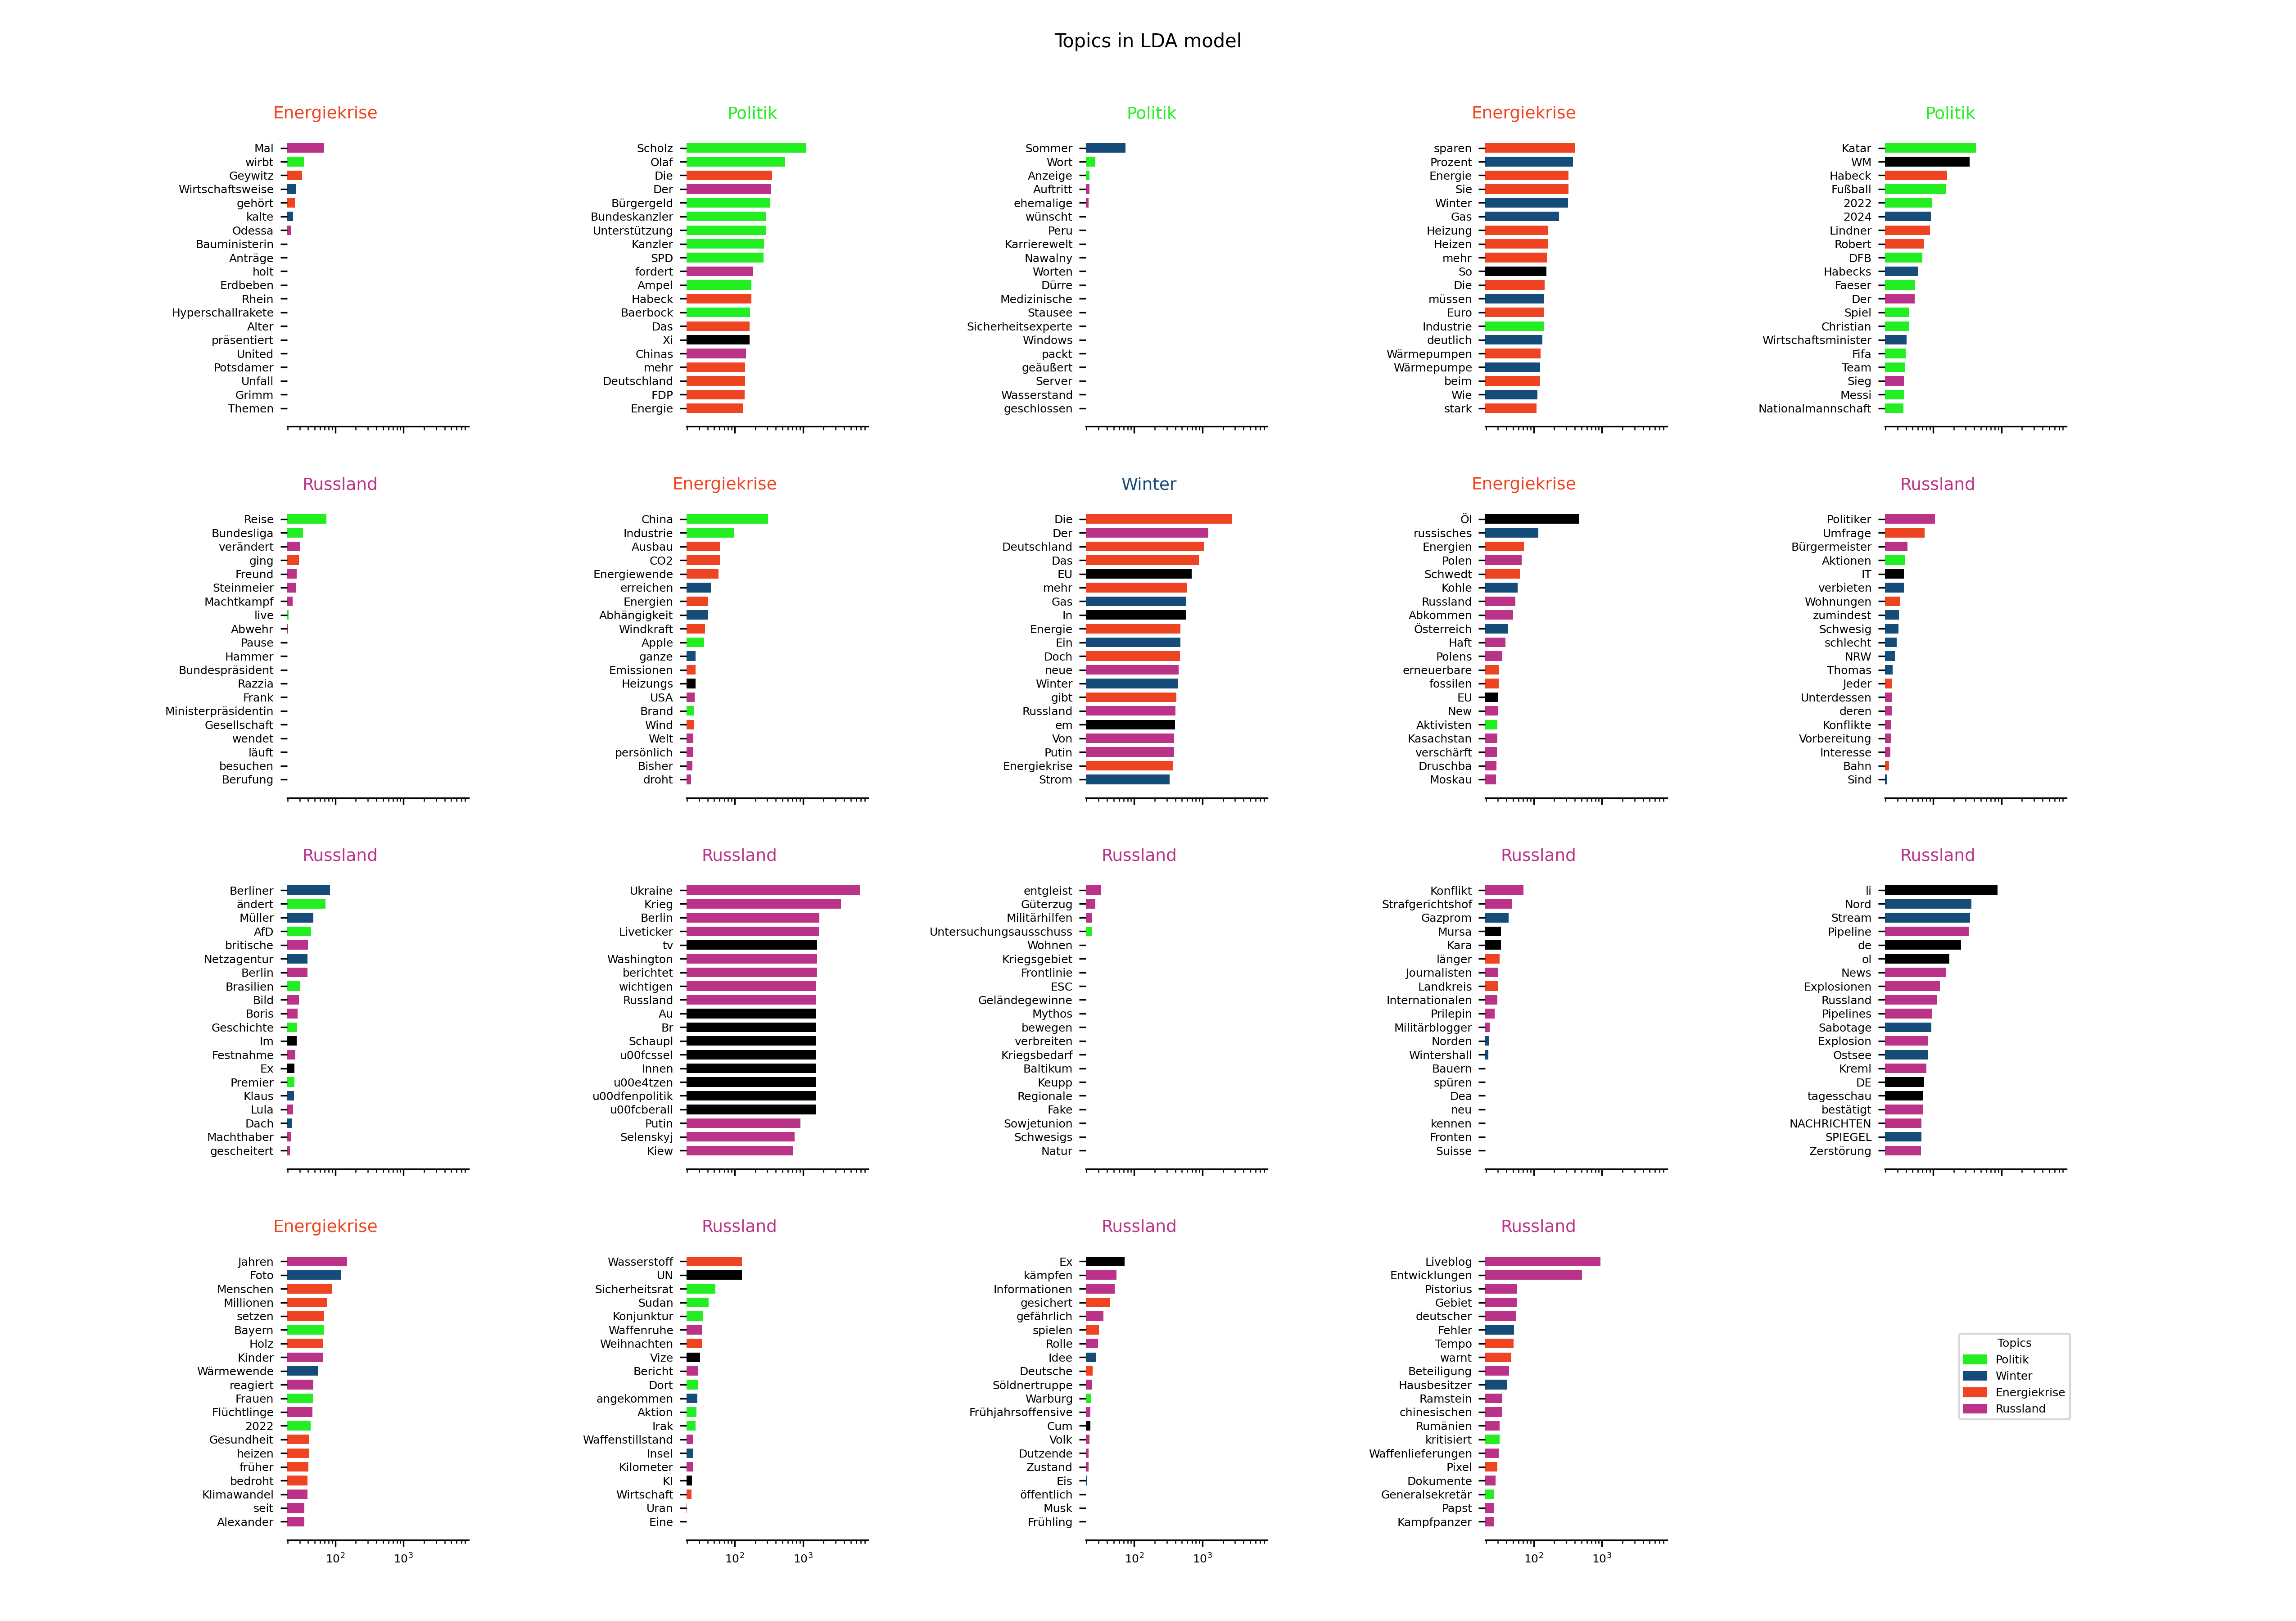 Topics in LDA model
Energiekrise
Mal
wirbt
Geywitz
Wirtschaftsweise
gehört
kalte
Odessa
Bauministerin
Anträge
holt
Erdbeben
Rhein
Hyperschallrakete
Alter
präsentiert
United
Potsdamer
Unfall
Grimm
Themen
Politik
Scholz
Olaf
Die
Der
Bürgergeld
Bundeskanzler
Unterstützung
Kanzler
SPD
fordert
Ampel
Habeck
Baerbock
Das
Xi
Chinas
mehr
Deutschland
FDP
Energie
Politik
Sommer
Wort
Anzeige
Auftritt
ehemalige
wünscht
Peru
Karrierewelt
Nawalny
Worten
Dürre
Medizinische
Stausee
Sicherheitsexperte
Windows
packt
geäußert
Server
Wasserstand
geschlossen
Energiekrise
sparen
Prozent
Energie
Sie
Winter
Gas
Heizung
Heizen
mehr
So
Die
müssen
Euro
Industrie
deutlich
Wärmepumpen
Wärmepumpe
beim
Wie
stark
Politik
Katar
WM
Habeck
Fußball
2022
2024
Lindner
Robert
DFB
Habecks
Faeser
Der
Spiel
Christian
Wirtschaftsminister
Fifa
Team
Sieg
Messi
Nationalmannschaft
Russland
Reise
Bundesliga
verändert
ging
Freund
Steinmeier
Machtkampf
live
Abwehr
Pause
Hammer
Bundespräsident
Razzia
Frank
Ministerpräsidentin
Gesellschaft
wendet
läuft
besuchen
Berufung
Energiekrise
China
Industrie
Ausbau
CO2
Energiewende
erreichen
Energien
Abhängigkeit
Windkraft
Apple
ganze
Emissionen
Heizungs
USA
Brand
Wind
Welt
persönlich
Bisher
droht
Winter
Die
Der
Deutschland
Das
EU
mehr
Gas
In
Energie
Ein
Doch
neue
Winter
gibt
Russland
em
Von
Putin
Energiekrise
Strom
Energiekrise
Öl
russisches
Energien
Polen
Schwedt
Kohle
Russland
Abkommen
Österreich
Haft
Polens
erneuerbare
fossilen
EU
New
Aktivisten
Kasachstan
verschärft
Druschba
Moskau
Russland
Politiker
Umfrage
Bürgermeister
Aktionen
IT
verbieten
Wohnungen
zumindest
Schwesig
schlecht
NRW
Thomas
Jeder
Unterdessen
deren
Konflikte
Vorbereitung
Interesse
Bahn
Sind
Russland
Berliner
ändert
Müller
AfD
britische
Netzagentur
Berlin
Brasilien
Bild
Boris
Geschichte
Im
Festnahme
Ex
Premier
Klaus
Lula
Dach
Machthaber
gescheitert
Russland
Ukraine
Krieg
Berlin
Liveticker
tv
Washington
berichtet
wichtigen
Russland
Au
Br
Schaupl
u00fcssel
Innen
u00e4tzen
u00dfenpolitik
u00fcberall
Putin
Selenskyj
Kiew
Russland
entgleist
Güterzug
Militärhilfen
Untersuchungsausschuss
Wohnen
Kriegsgebiet
Frontlinie
ESC
Geländegewinne
Mythos
bewegen
verbreiten
Kriegsbedarf
Baltikum
Keupp
Regionale
Fake
Sowjetunion
Schwesigs
Natur
Russland
Konflikt
Strafgerichtshof
Gazprom
Mursa
Kara
länger
Journalisten
Landkreis
Internationalen
Prilepin
Militärblogger
Norden
Wintershall
Bauern
spüren
Dea
neu
kennen
Fronten
Suisse
Russland
li
Nord
Stream
Pipeline
de
ol
News
Explosionen
Russland
Pipelines
Sabotage
Explosion
Ostsee
Kreml
DE
tagesschau
bestätigt
NACHRICHTEN
SPIEGEL
Zerstörung
Energiekrise
Jahren
Foto
Menschen
Millionen
setzen
Bayern
Holz
Kinder
Wärmewende
reagiert
Frauen
Flüchtlinge
2022
Gesundheit
heizen
früher
bedroht
Klimawandel
seit
Alexander
10² 10³
Russland
Wasserstoff
UN
Sicherheitsrat
Sudan
Konjunktur
Waffenruhe
Weihnachten
Vize
Bericht
Dort
angekommen
Aktion
Irak
Waffenstillstand
Insel
Kilometer
KI
Wirtschaft
Uran
Eine
10² 10³
Russland
Ex
kämpfen
Informationen
gesichert
gefährlich
spielen
Rolle
Idee
Deutsche
Söldnertruppe
Warburg
Frühjahrsoffensive
Cum
Volk
Dutzende
Zustand
Eis
öffentlich
Musk
Frühling
10² 10³
Russland
Liveblog
Entwicklungen
Pistorius
Gebiet
deutscher
Fehler
Tempo
warnt
Beteiligung
Hausbesitzer
Ramstein
chinesischen
Rumänien
kritisiert
Waffenlieferungen
Pixel
Dokumente
Generalsekretär
Papst
Kampfpanzer
10² 10³
Topics
Politik
Winter
Energiekrise
Russland